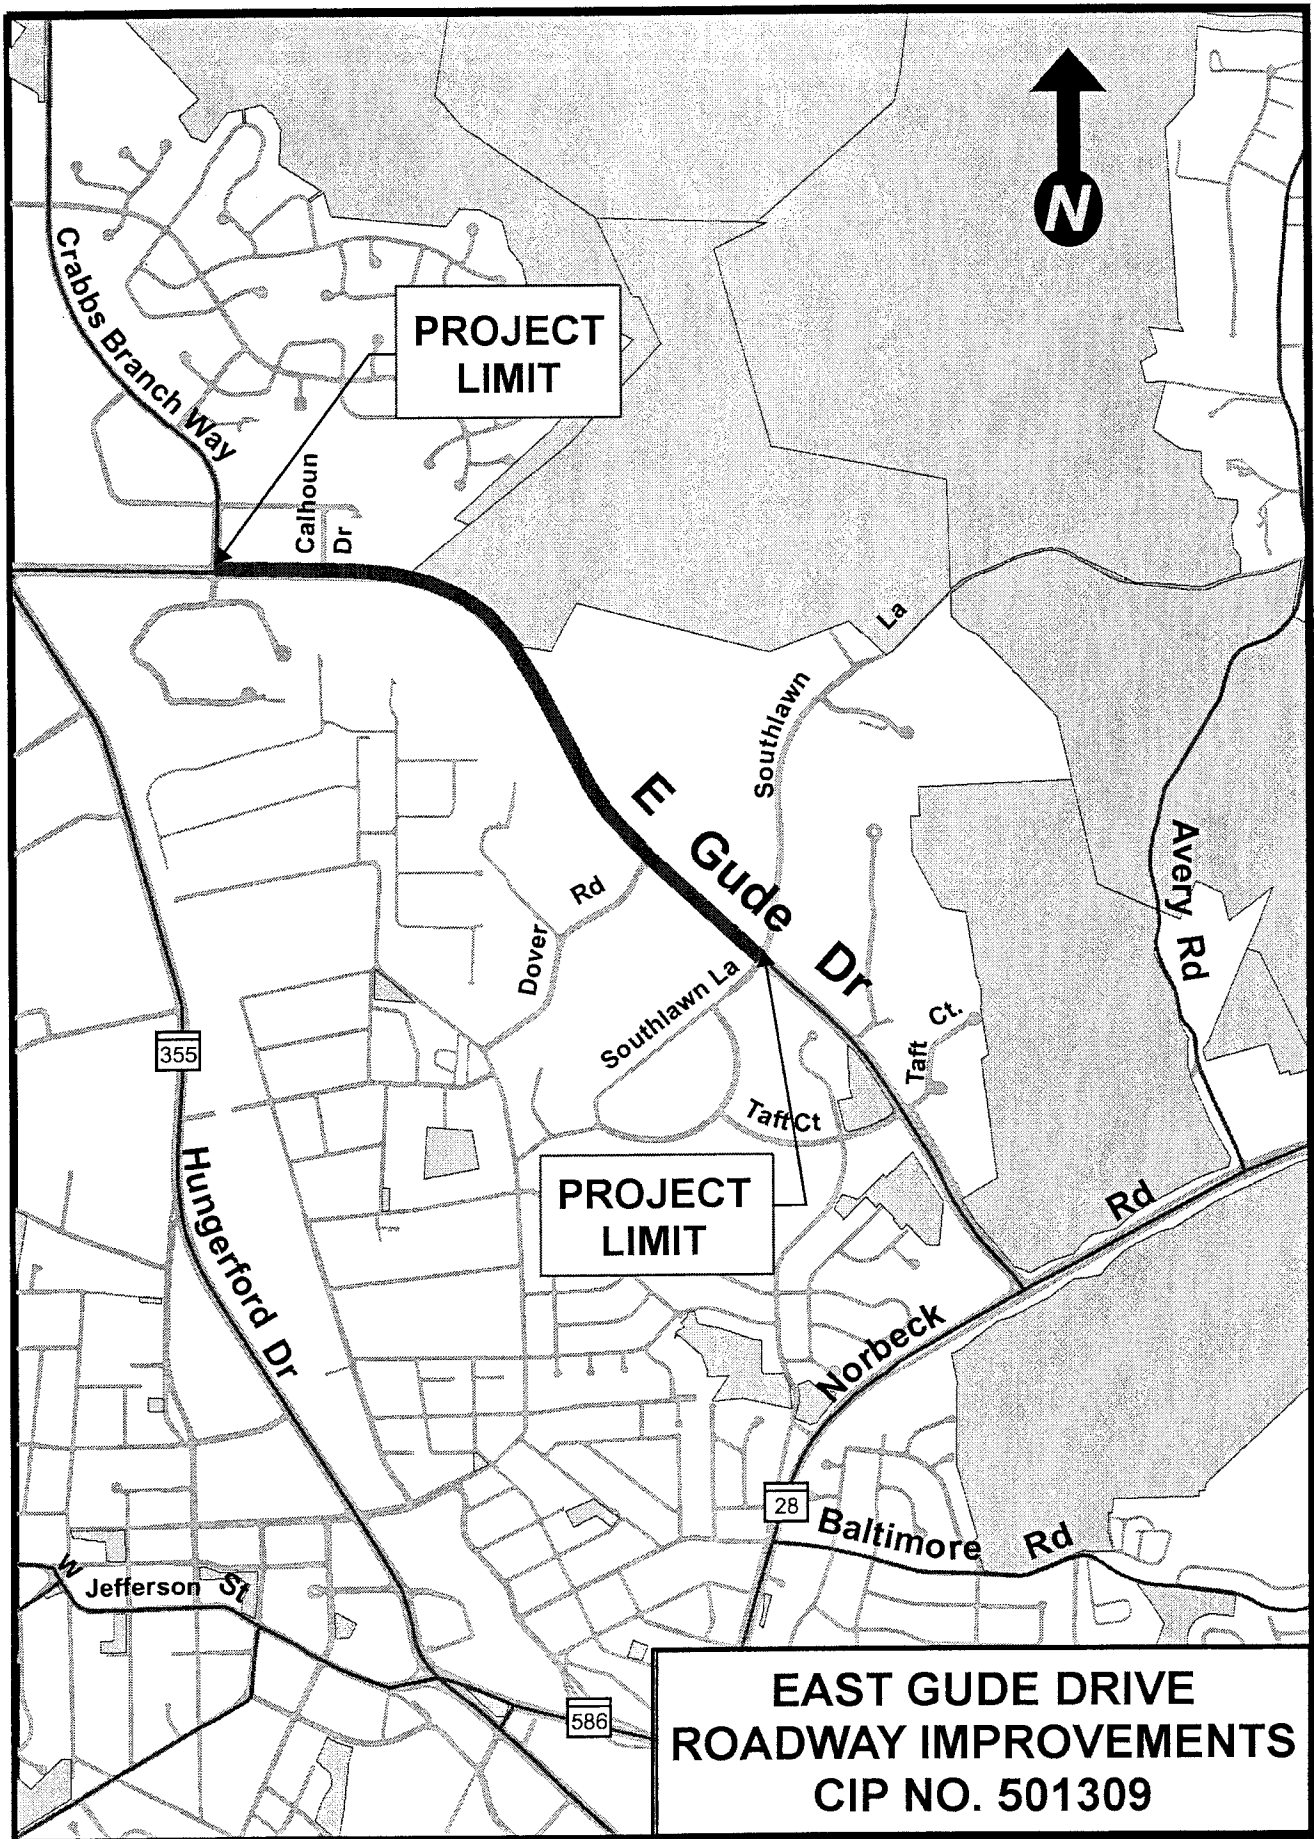 N
Crabbs Branch Way
PROJECT
LIMIT
Calhoun
Dr
La
Southlawn
E Gude Dr
Avery Rd
Rd
Dover
Southlawn La
Ct.
Taft
355
Taft Ct
Hungerford Dr
PROJECT
LIMIT
Rd
Norbeck
28
Baltimore Rd
W
Jefferson St
586
EAST GUDE DRIVE
ROADWAY IMPROVEMENTS
CIP NO. 501309